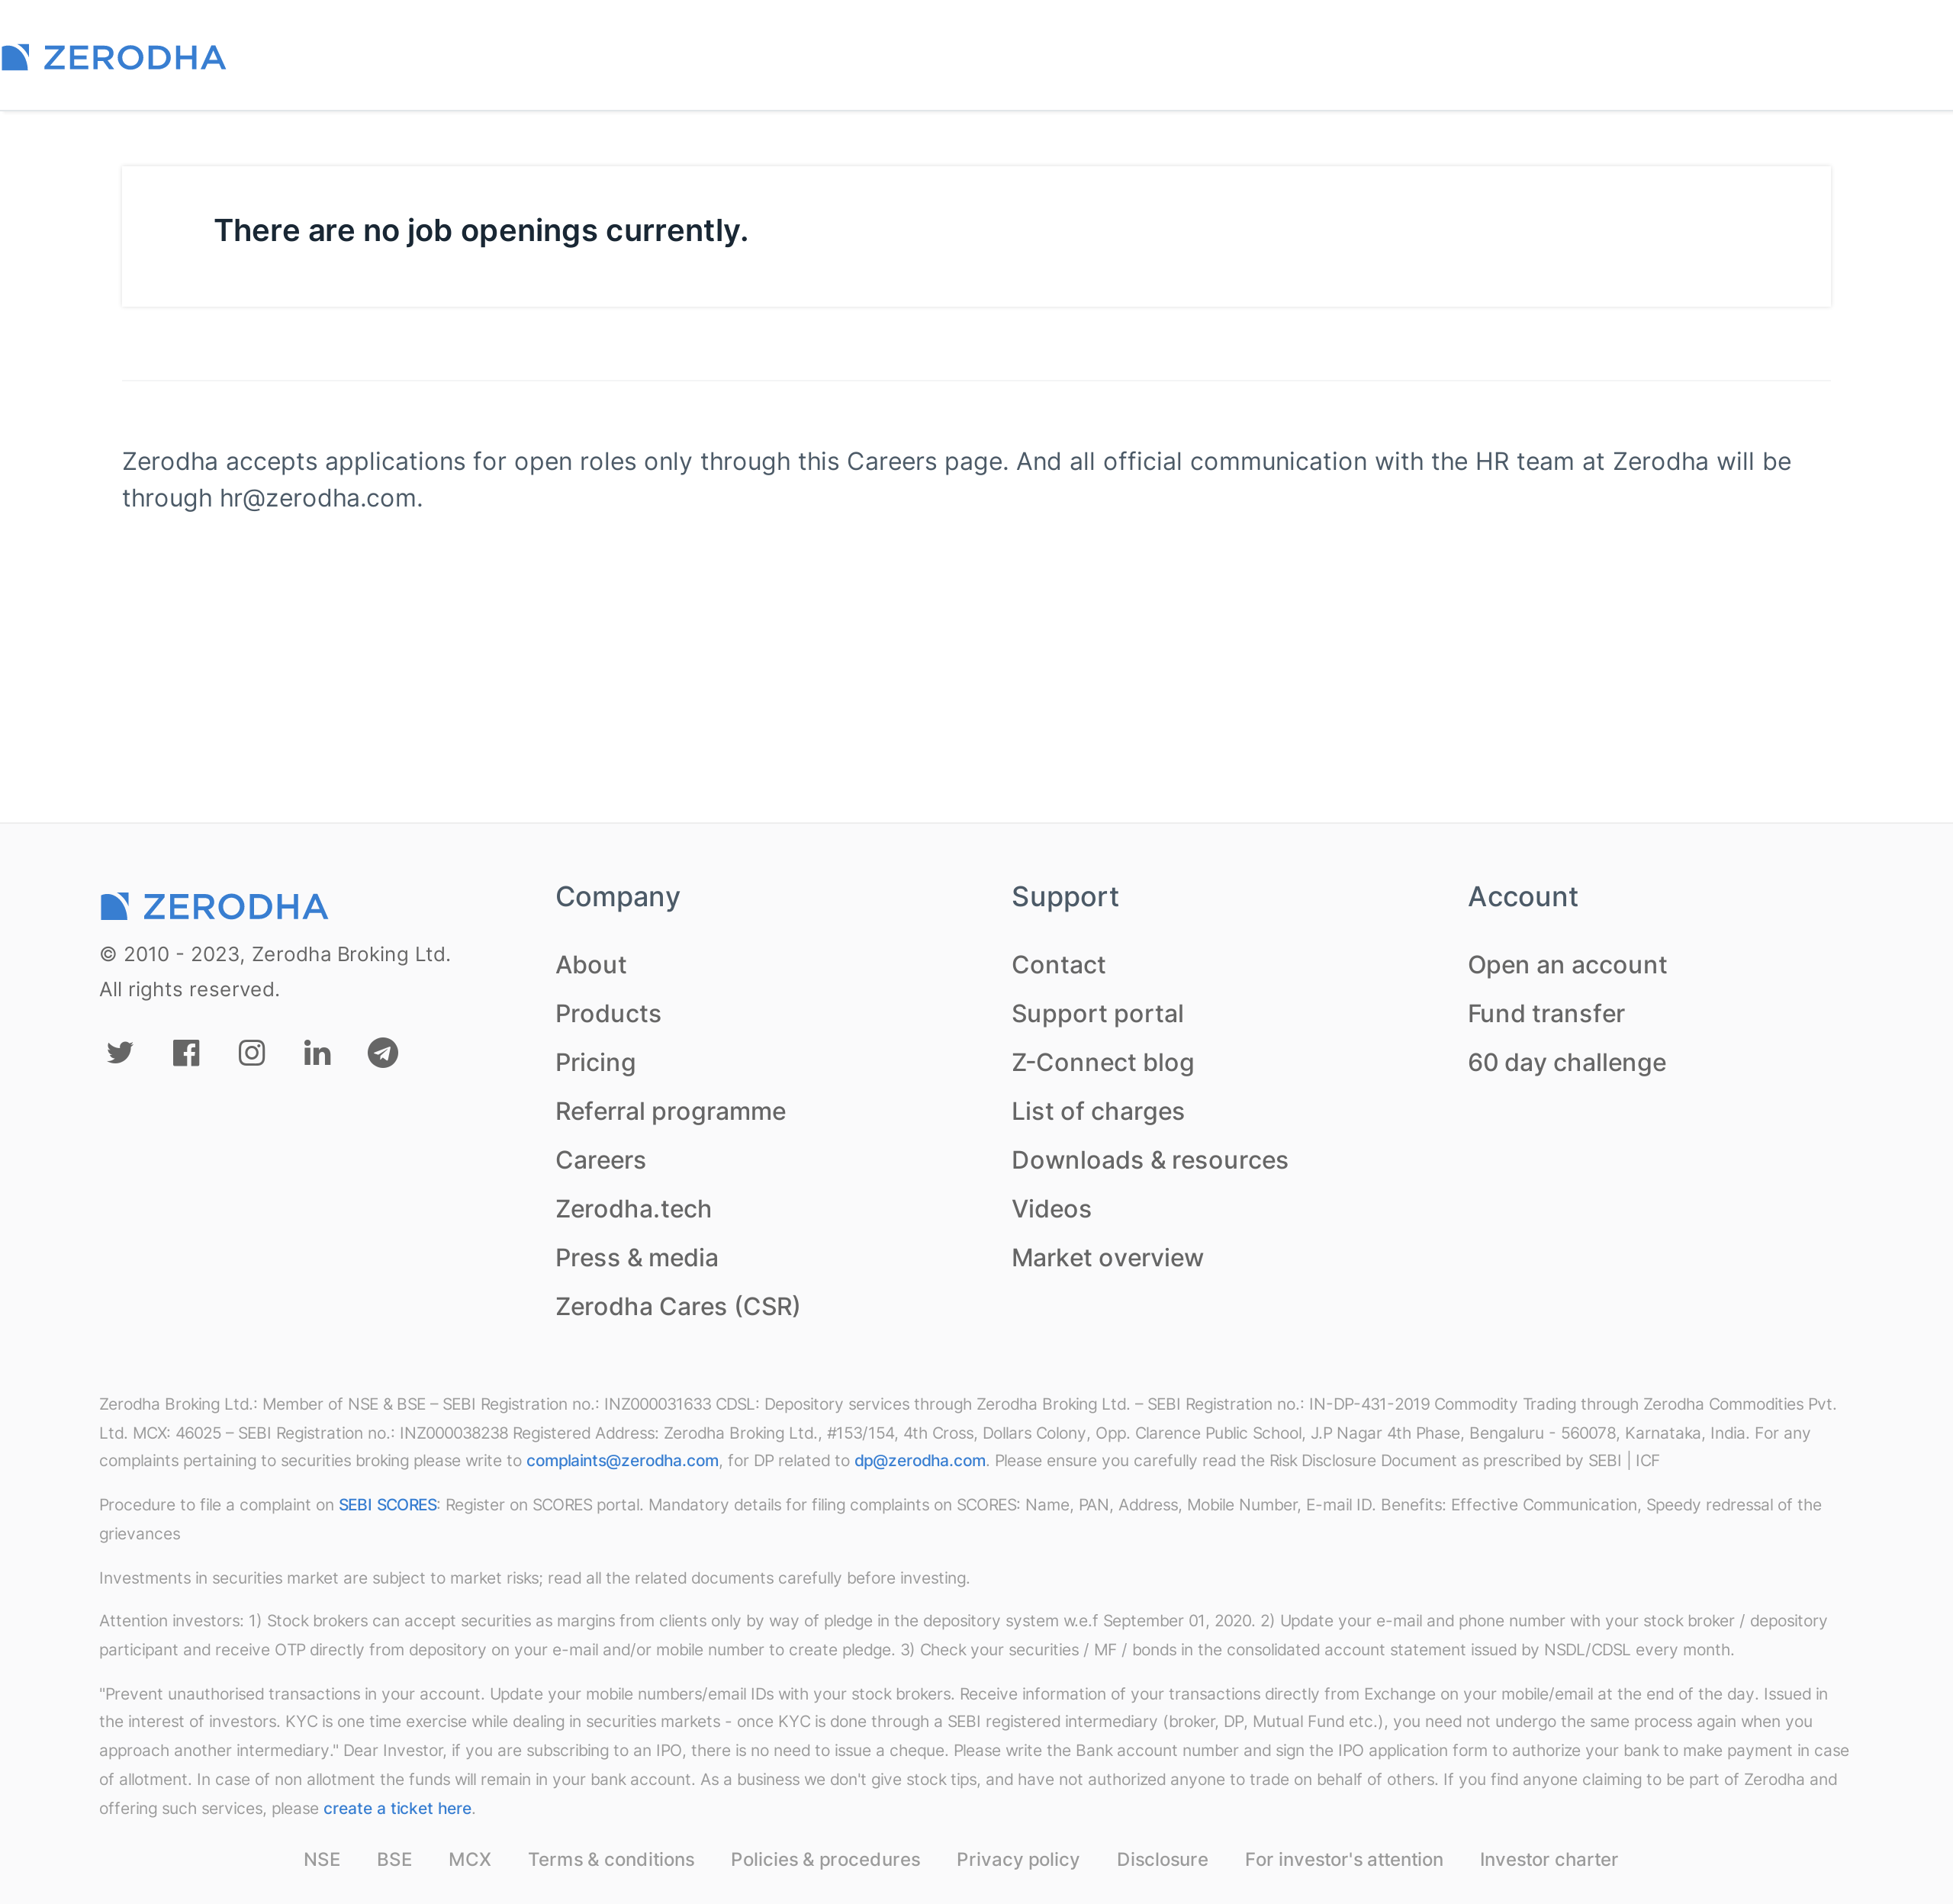 ZERODHA
There are no job openings currently.
Zerodha accepts applications for open roles only through this Careers page. And all official communication with the HR team at Zerodha will be
through hr@zerodha.com.
ZERODHA
© 2010 - 2023, Zerodha Broking Ltd.
All rights reserved.
Company
About
Products
Pricing
Referral programme
Careers
Zerodha.tech
Press & media
Zerodha Cares (CSR)
Support
Contact
Support portal
Z-Connect blog
List of charges
Downloads & resources
Videos
Market overview
Account
Open an account
Fund transfer
60 day challenge
Zerodha Broking Ltd.: Member of NSE & BSE – SEBI Registration no.: INZ000031633 CDSL: Depository services through Zerodha Broking Ltd. – SEBI Registration no.: IN-DP-431-2019 Commodity Trading through Zerodha Commodities Pvt.
Ltd. MCX: 46025 – SEBI Registration no.: INZ000038238 Registered Address: Zerodha Broking Ltd., #153/154, 4th Cross, Dollars Colony, Opp. Clarence Public School, J.P Nagar 4th Phase, Bengaluru - 560078, Karnataka, India. For any
complaints pertaining to securities broking please write to complaints@zerodha.com, for DP related to dp@zerodha.com. Please ensure you carefully read the Risk Disclosure Document as prescribed by SEBI | ICF
Procedure to file a complaint on SEBI SCORES: Register on SCORES portal. Mandatory details for filing complaints on SCORES: Name, PAN, Address, Mobile Number, E-mail ID. Benefits: Effective Communication, Speedy redressal of the
grievances
Investments in securities market are subject to market risks; read all the related documents carefully before investing.
Attention investors: 1) Stock brokers can accept securities as margins from clients only by way of pledge in the depository system w.e.f September 01, 2020. 2) Update your e-mail and phone number with your stock broker / depository
participant and receive OTP directly from depository on your e-mail and/or mobile number to create pledge. 3) Check your securities / MF / bonds in the consolidated account statement issued by NSDL/CDSL every month.
"Prevent unauthorised transactions in your account. Update your mobile numbers/email IDs with your stock brokers. Receive information of your transactions directly from Exchange on your mobile/email at the end of the day. Issued in
the interest of investors. KYC is one time exercise while dealing in securities markets - once KYC is done through a SEBI registered intermediary (broker, DP, Mutual Fund etc.), you need not undergo the same process again when you
approach another intermediary." Dear Investor, if you are subscribing to an IPO, there is no need to issue a cheque. Please write the Bank account number and sign the IPO application form to authorize your bank to make payment in case
of allotment. In case of non allotment the funds will remain in your bank account. As a business we don't give stock tips, and have not authorized anyone to trade on behalf of others. If you find anyone claiming to be part of Zerodha and
offering such services, please create a ticket here.
NSE BSE MCX Terms & conditions Policies & procedures Privacy policy Disclosure For investor's attention Investor charter